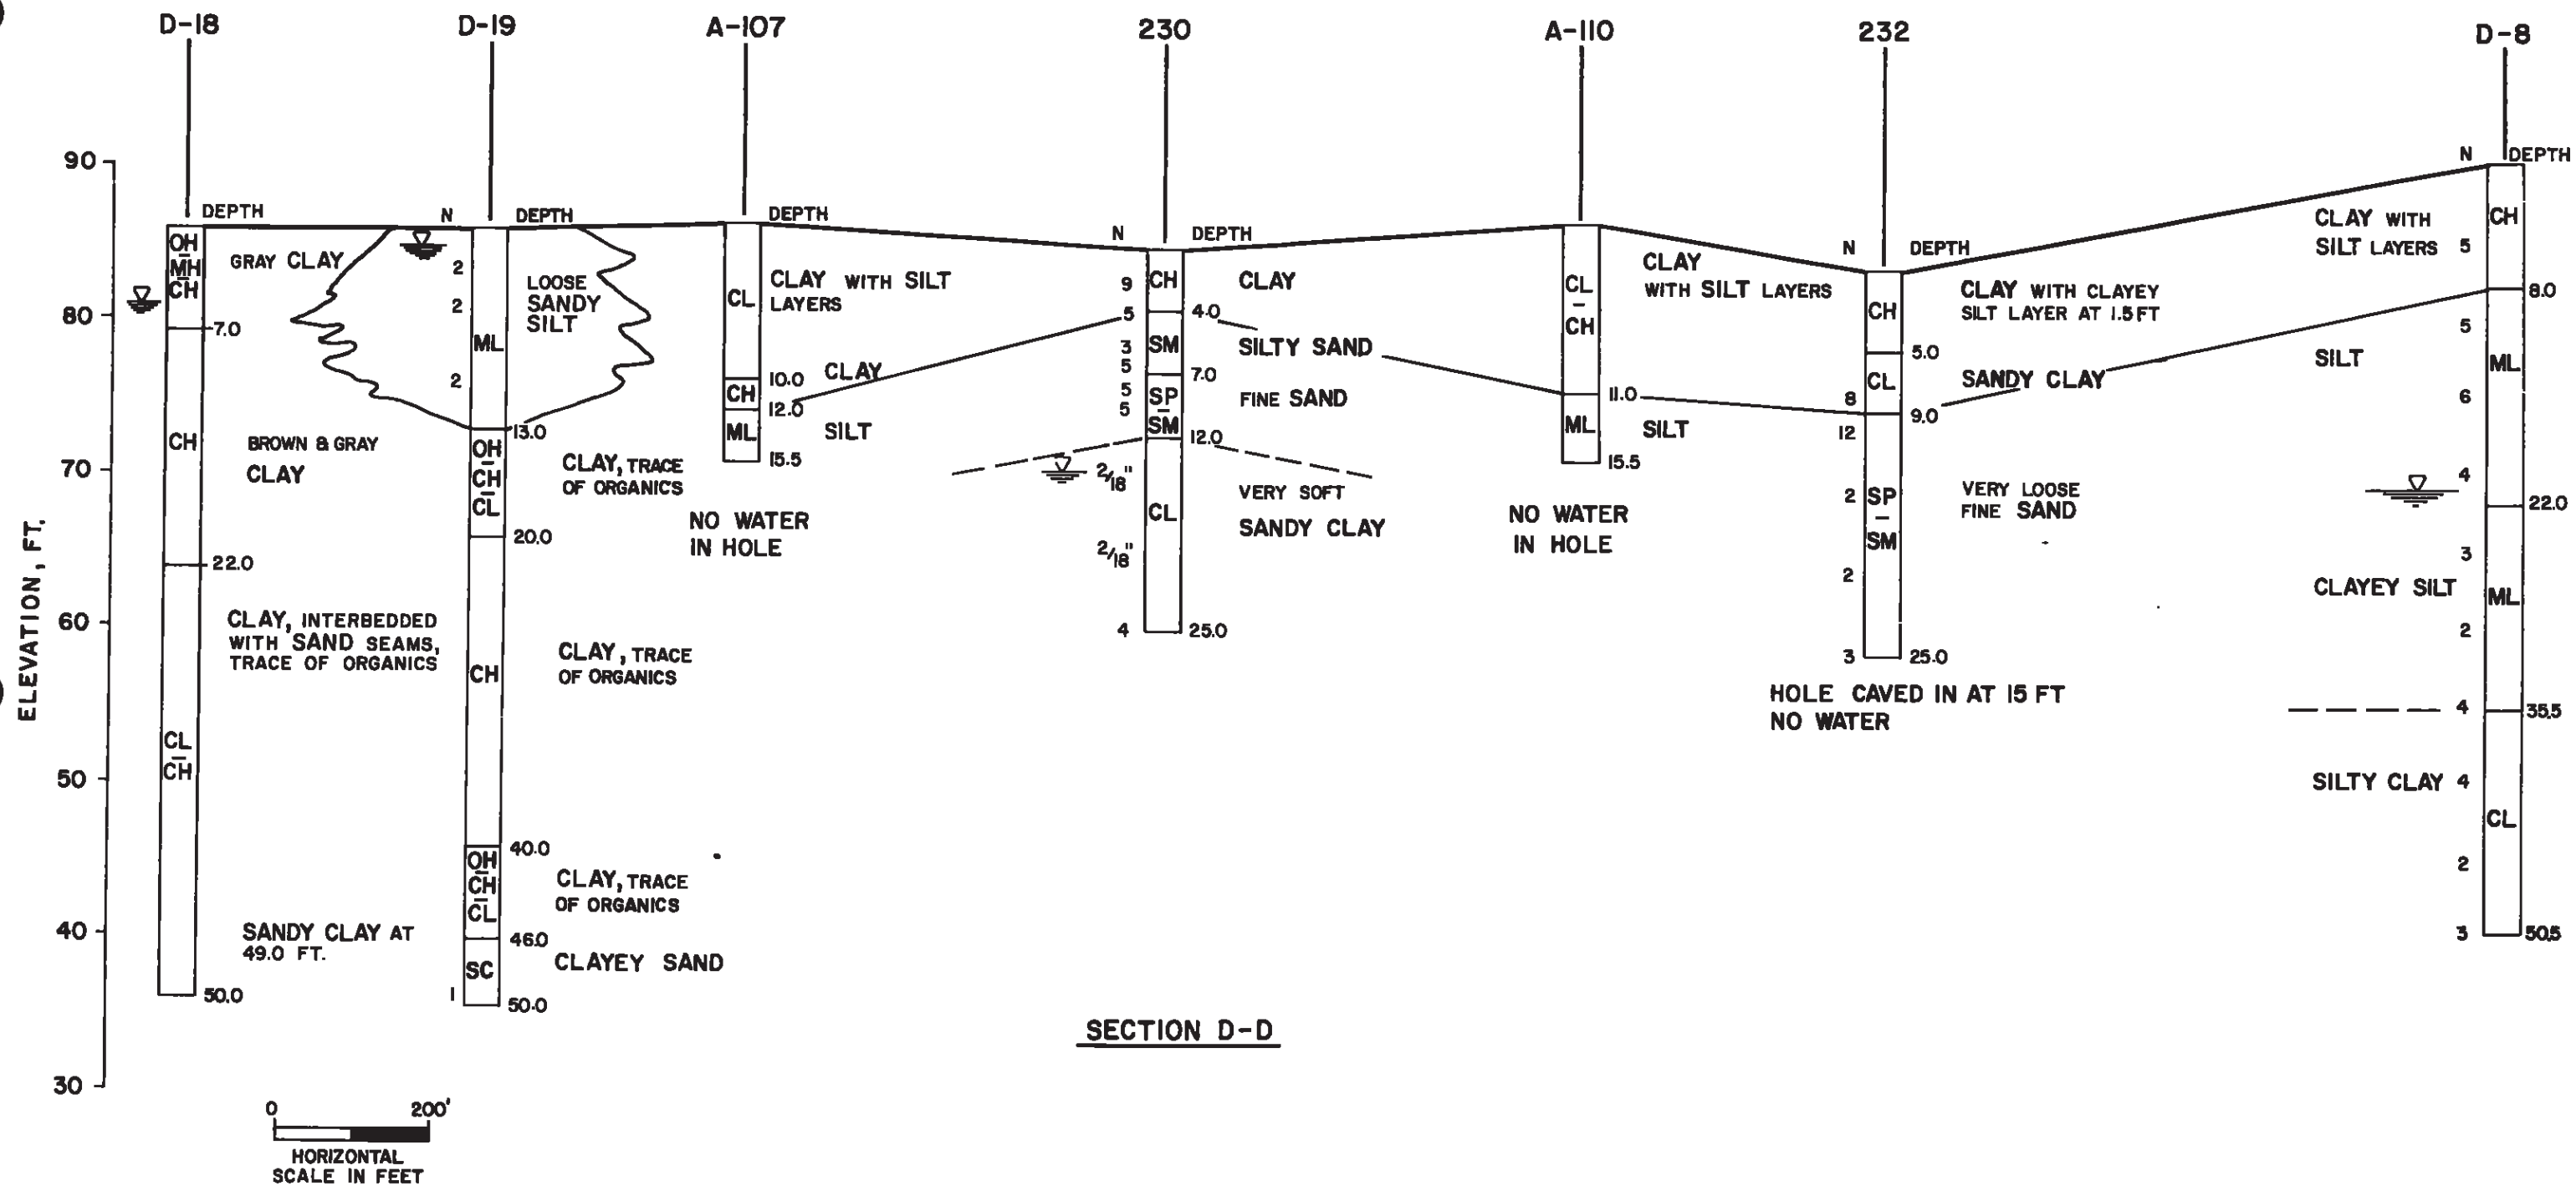 D-18
D-19
A-107
230
A-110
232
D-8
ELEVATION, FT.
90
80
70
60
50
40
30
DEPTH
OH
MH
CH
GRAY CLAY
7.0
CH
BROWN & GRAY
CLAY
22.0
CLAY, INTERBEDDED
WITH SAND SEAMS,
TRACE OF ORGANICS
CL
CH
SANDY CLAY AT
49.0 FT.
50.0
N
DEPTH
2
2
2
ML
LOOSE
SANDY
SILT
13.0
OH
CH
CL
CLAY, TRACE
OF ORGANICS
20.0
CH
CLAY, TRACE
OF ORGANICS
40.0
OH
CH
CL
CLAY, TRACE
OF ORGANICS
46.0
SC
CLAYEY SAND
1
50.0
DEPTH
CL
CLAY WITH SILT
LAYERS
10.0
CLAY
CH
12.0
ML
SILT
15.5
NO WATER
IN HOLE
N
DEPTH
9
CH
CLAY
5
4.0
3
SM
SILTY SAND
5
7.0
5
SP
FINE SAND
5
SM
12.0
2/18"
VERY SOFT
CL
SANDY CLAY
2/18"
4
25.0
CL
–
CH
CLAY
WITH SILT LAYERS
11.0
ML
SILT
15.5
NO WATER
IN HOLE
N
DEPTH
CH
CLAY WITH CLAYEY
SILT LAYER AT 1.5 FT
5.0
CL
SANDY CLAY
8
9.0
12
2
SP
–
SM
VERY LOOSE
FINE SAND
2
3
25.0
HOLE CAVED IN AT 15 FT
NO WATER
N
DEPTH
CLAY WITH
SILT LAYERS
CH
5
8.0
5
SILT
ML
6
4
22.0
3
CLAYEY SILT
ML
2
4
35.5
SILTY CLAY
4
CL
2
3
50.5
SECTION D-D
0
200'
HORIZONTAL
SCALE IN FEET